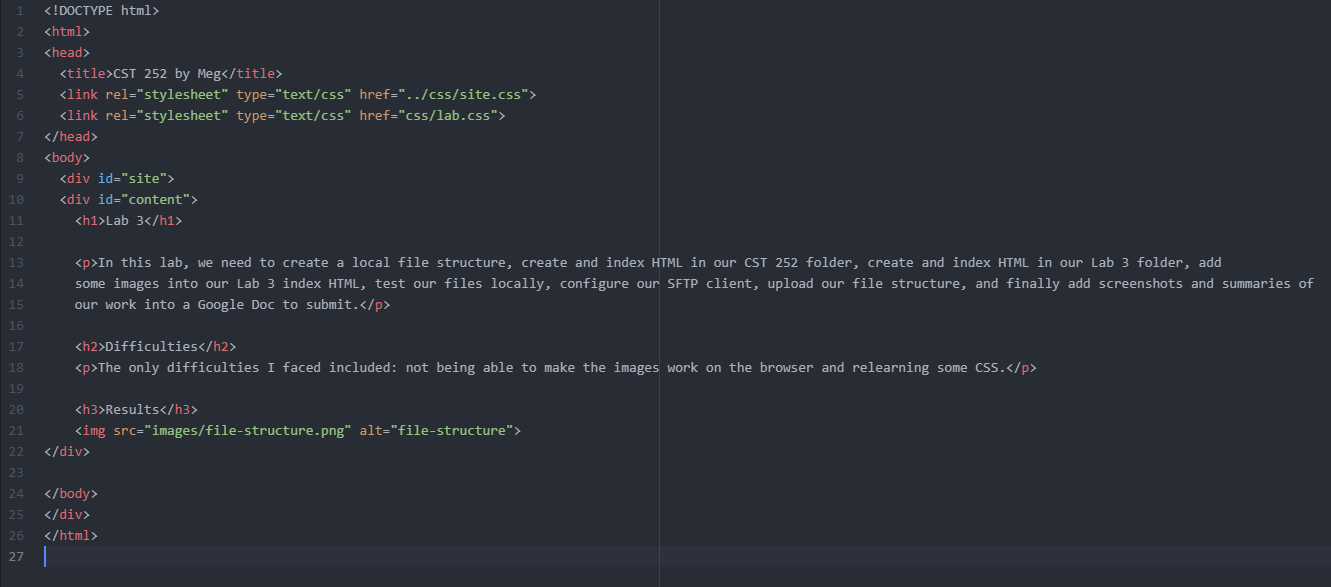 1 <!DOCTYPE html>
2 <html>
3 <head>
4   <title>CST 252 by Meg</title>
5   <link rel="stylesheet" type="text/css" href="../css/site.css">
6   <link rel="stylesheet" type="text/css" href="css/lab.css">
7 </head>
8 <body>
9   <div id="site">
10   <div id="content">
11     <h1>Lab 3</h1>
12
13     <p>In this lab, we need to create a local file structure, create and index HTML in our CST 252 folder, create and index HTML in our Lab 3 folder, add
14     some images into our Lab 3 index HTML, test our files locally, configure our SFTP client, upload our file structure, and finally add screenshots and summaries of
15     our work into a Google Doc to submit.</p>
16
17     <h2>Difficulties</h2>
18     <p>The only difficulties I faced included: not being able to make the images work on the browser and relearning some CSS.</p>
19
20     <h3>Results</h3>
21     <img src="images/file-structure.png" alt="file-structure">
22 </div>
23
24 </body>
25 </div>
26 </html>
27